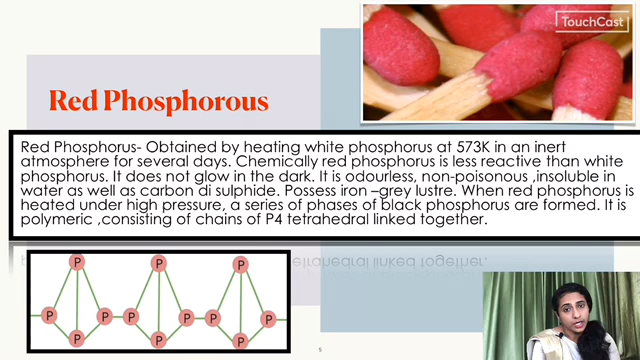 TouchCast
Red Phosphorous
Red Phosphorus- Obtained by heating white phosphorus at 573K in an inert
atmosphere for several days. Chemically red phosphorus is less reactive than white
phosphorus. It does not glow in the dark. It is odourless, non-poisonous ,insoluble in
water as well as carbon di sulphide. Possess iron –grey lustre. When red phosphorus is
heated under high pressure, a series of phases of black phosphorus are formed. It is
polymeric ,consisting of chains of P4 tetrahedral linked together.
P P P
P P P P P P
P P P
5